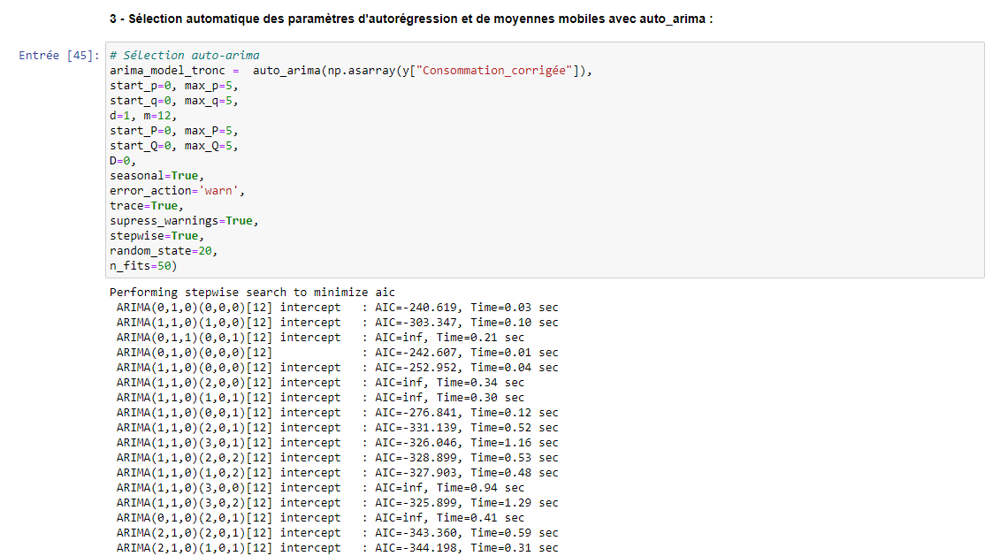 3 - Sélection automatique des paramètres d'autorégression et de moyennes mobiles avec auto_arima :
Entrée [45]: # Sélection auto-arima
arima_model_tronc =  auto_arima(np.asarray(y["Consommation_corrigée"]),
start_p=0, max_p=5,
start_q=0, max_q=5,
d=1, m=12,
start_P=0, max_P=5,
start_Q=0, max_Q=5,
D=0,
seasonal=True,
error_action='warn',
trace=True,
supress_warnings=True,
stepwise=True,
random_state=20,
n_fits=50)
Performing stepwise search to minimize aic
ARIMA(0,1,0)(0,0,0)[12] intercept   : AIC=-240.619, Time=0.03 sec
ARIMA(1,1,0)(1,0,0)[12] intercept   : AIC=-303.347, Time=0.10 sec
ARIMA(0,1,1)(0,0,1)[12] intercept   : AIC=inf, Time=0.21 sec
ARIMA(0,1,0)(0,0,0)[12]             : AIC=-242.607, Time=0.01 sec
ARIMA(1,1,0)(0,0,0)[12] intercept   : AIC=-252.952, Time=0.04 sec
ARIMA(1,1,0)(2,0,0)[12] intercept   : AIC=inf, Time=0.34 sec
ARIMA(1,1,0)(1,0,1)[12] intercept   : AIC=inf, Time=0.30 sec
ARIMA(1,1,0)(0,0,1)[12] intercept   : AIC=-276.841, Time=0.12 sec
ARIMA(1,1,0)(2,0,1)[12] intercept   : AIC=-331.139, Time=0.52 sec
ARIMA(1,1,0)(3,0,1)[12] intercept   : AIC=-326.046, Time=1.16 sec
ARIMA(1,1,0)(2,0,2)[12] intercept   : AIC=-328.899, Time=0.53 sec
ARIMA(1,1,0)(1,0,2)[12] intercept   : AIC=-327.903, Time=0.48 sec
ARIMA(1,1,0)(3,0,0)[12] intercept   : AIC=inf, Time=0.94 sec
ARIMA(1,1,0)(3,0,2)[12] intercept   : AIC=-325.899, Time=1.29 sec
ARIMA(0,1,0)(2,0,1)[12] intercept   : AIC=inf, Time=0.41 sec
ARIMA(2,1,0)(2,0,1)[12] intercept   : AIC=-343.360, Time=0.59 sec
ARIMA(2,1,0)(1,0,1)[12] intercept   : AIC=-344.198, Time=0.31 sec